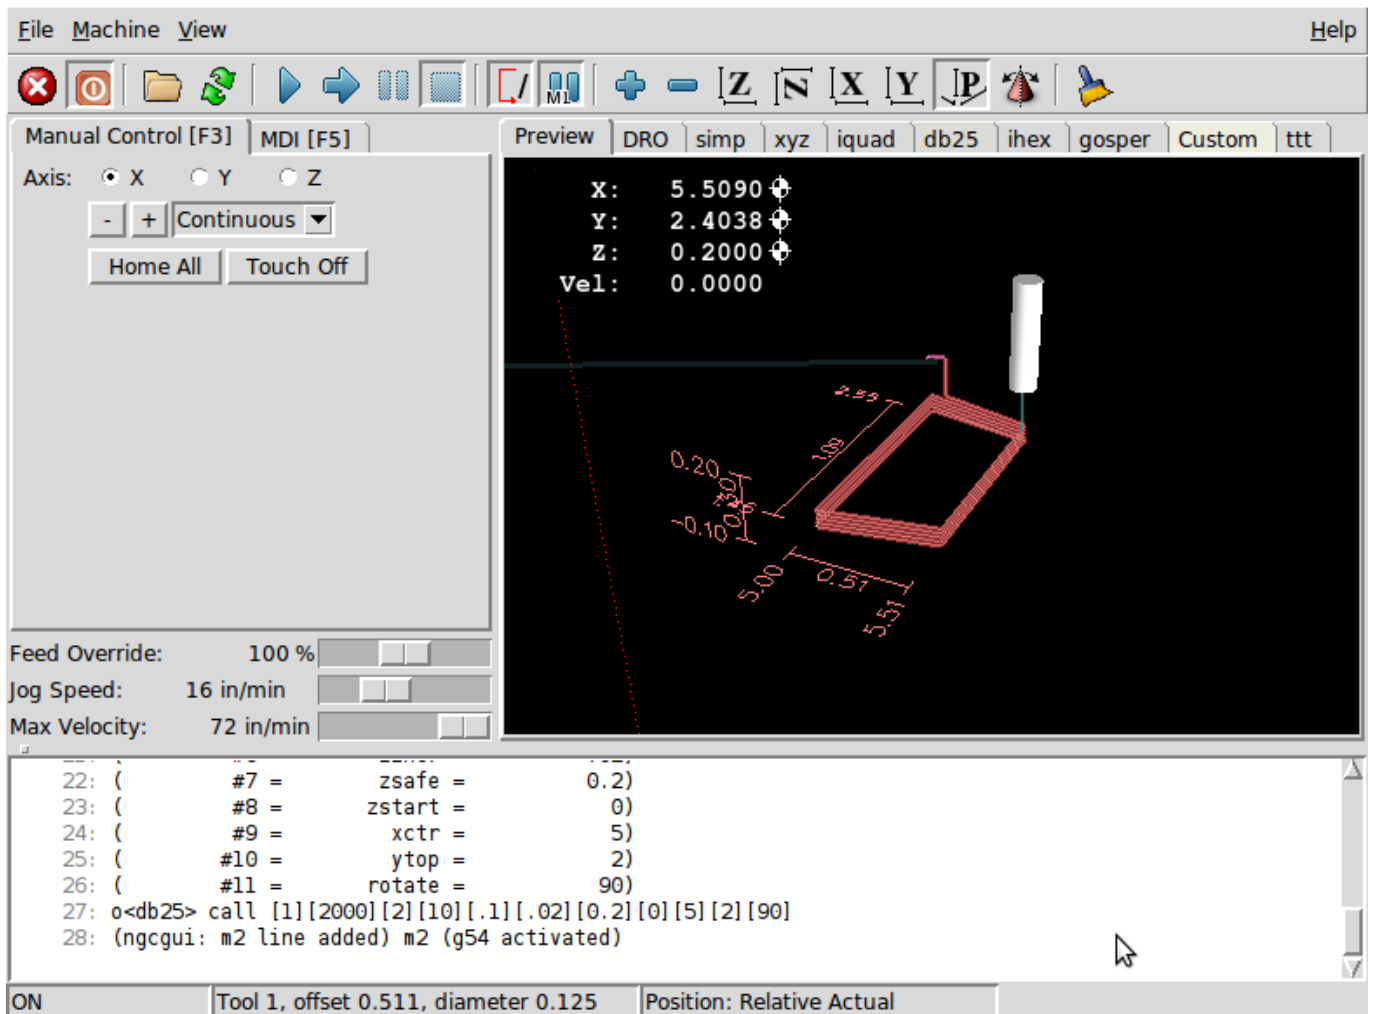 File Machine View Help
M1 Z N X Y P
Manual Control [F3] MDI [F5] Preview DRO simp xyz iquad db25 ihex gosper Custom ttt
Axis: X Y Z
- + Continuous
Home All Touch Off
X: 5.5090
Y: 2.4038
Z: 0.2000
Vel: 0.0000
2.59
0.20
-0.10
5.00
0.51
5.51
Feed Override: 100 %
Jog Speed: 16 in/min
Max Velocity: 72 in/min
22: ( #7 = zsafe = 0.2)
23: ( #8 = zstart = 0)
24: ( #9 = xctr = 5)
25: ( #10 = ytop = 2)
26: ( #11 = rotate = 90)
27: o<db25> call [1][2000][2][10][.1][.02][0.2][0][5][2][90]
28: (ngcgui: m2 line added) m2 (g54 activated)
ON Tool 1, offset 0.511, diameter 0.125 Position: Relative Actual